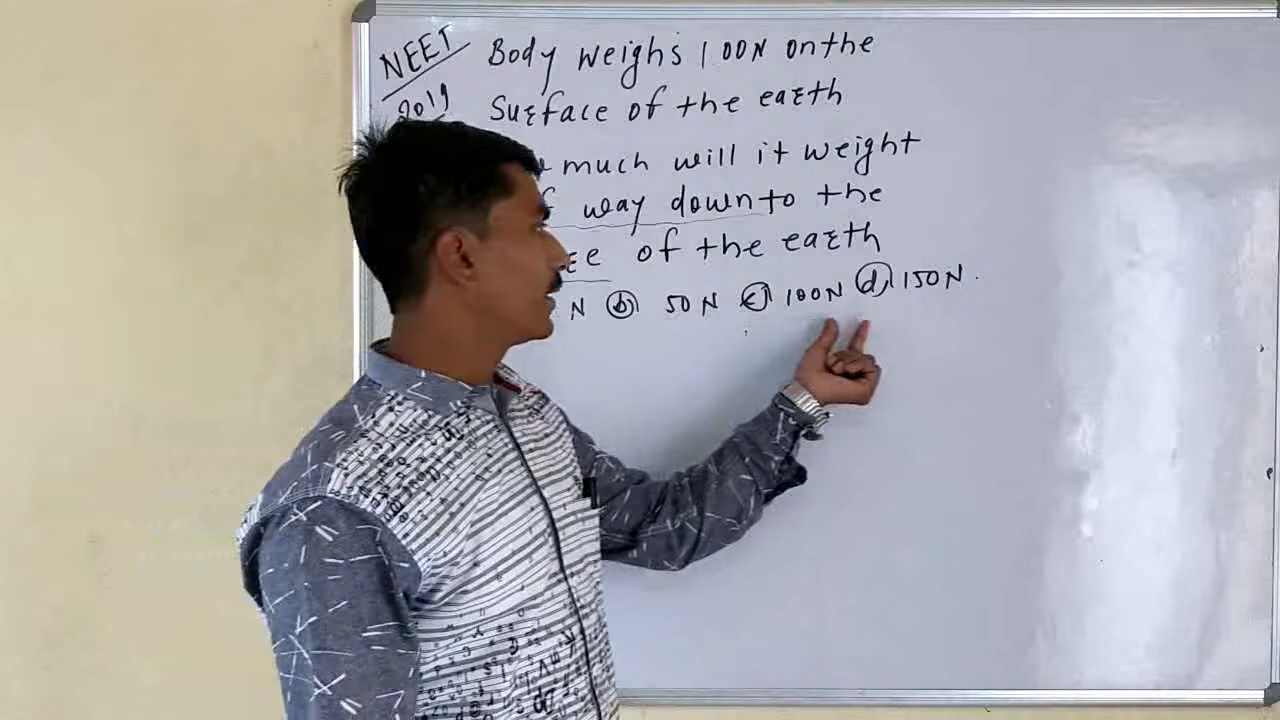 NEET
2019
Body weighs 100N on the
Surface of the earth
much will it weight
way down to the
of the earth
N (b) 50 N (c) 100N (d) 150N.